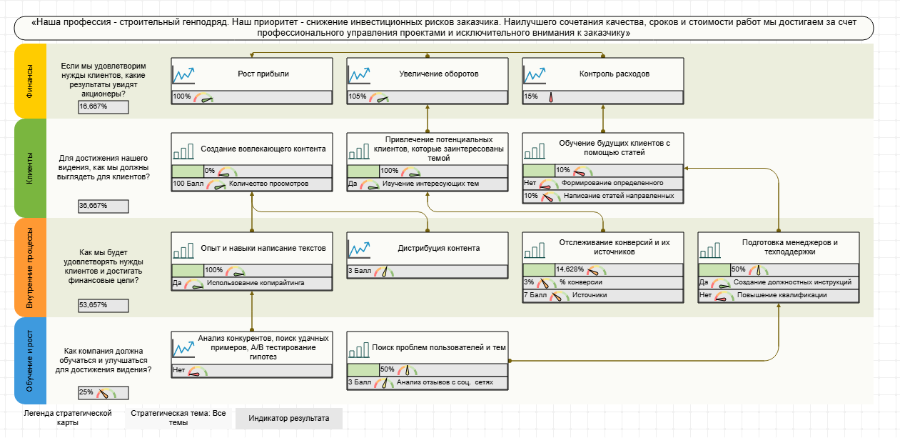 «Наша профессия - строительный генподряд. Наш приоритет - снижение инвестиционных рисков заказчика. Наилучшего сочетания качества, сроков и стоимости работ мы достигаем за счет
профессионального управления проектами и исключительного внимания к заказчику»
Финансы
Если мы удовлетворим
нужды клиентов, какие
результаты увидят
акционеры?
16,667%
Рост прибыли
100%
Увеличение оборотов
105%
Контроль расходов
15%
Клиенты
Для достижения нашего
видения, как мы должны
выглядеть для клиентов?
36,667%
Создание вовлекающего контента
0%
100 Балл Количество просмотров
Привлечение потенциальных
клиентов, которые заинтересованы
темой
100%
Да Изучение интересующих тем
Обучение будущих клиентов с
помощью статей
10%
Нет Формирование определенного
10% Написание статей направленных
Внутренние процессы
Как мы будет
удовлетворять нужды
клиентов и достигать
финансовые цели?
53,657%
Опыт и навыки написание текстов
100%
Да Использование копирайтинга
Дистрибуция контента
3 Балл
Отслеживание конверсий и их
источников
14,628%
3% % конверсии
7 Балл Источники
Подготовка менеджеров и
техподдержки
50%
Да Создание должностных инструкций
Нет Повышение квалификации
Обучение и рост
Как компания должна
обучаться и улучшаться
для достижения видения?
25%
Анализ конкурентов, поиск удачных
примеров, A/B тестирование
гипотез
Нет
Поиск проблем пользователей и тем
50%
3 Балл Анализ отзывов с соц. сетях
Легенда стратегической
карты
Стратегическая тема: Все
темы
Индикатор результата